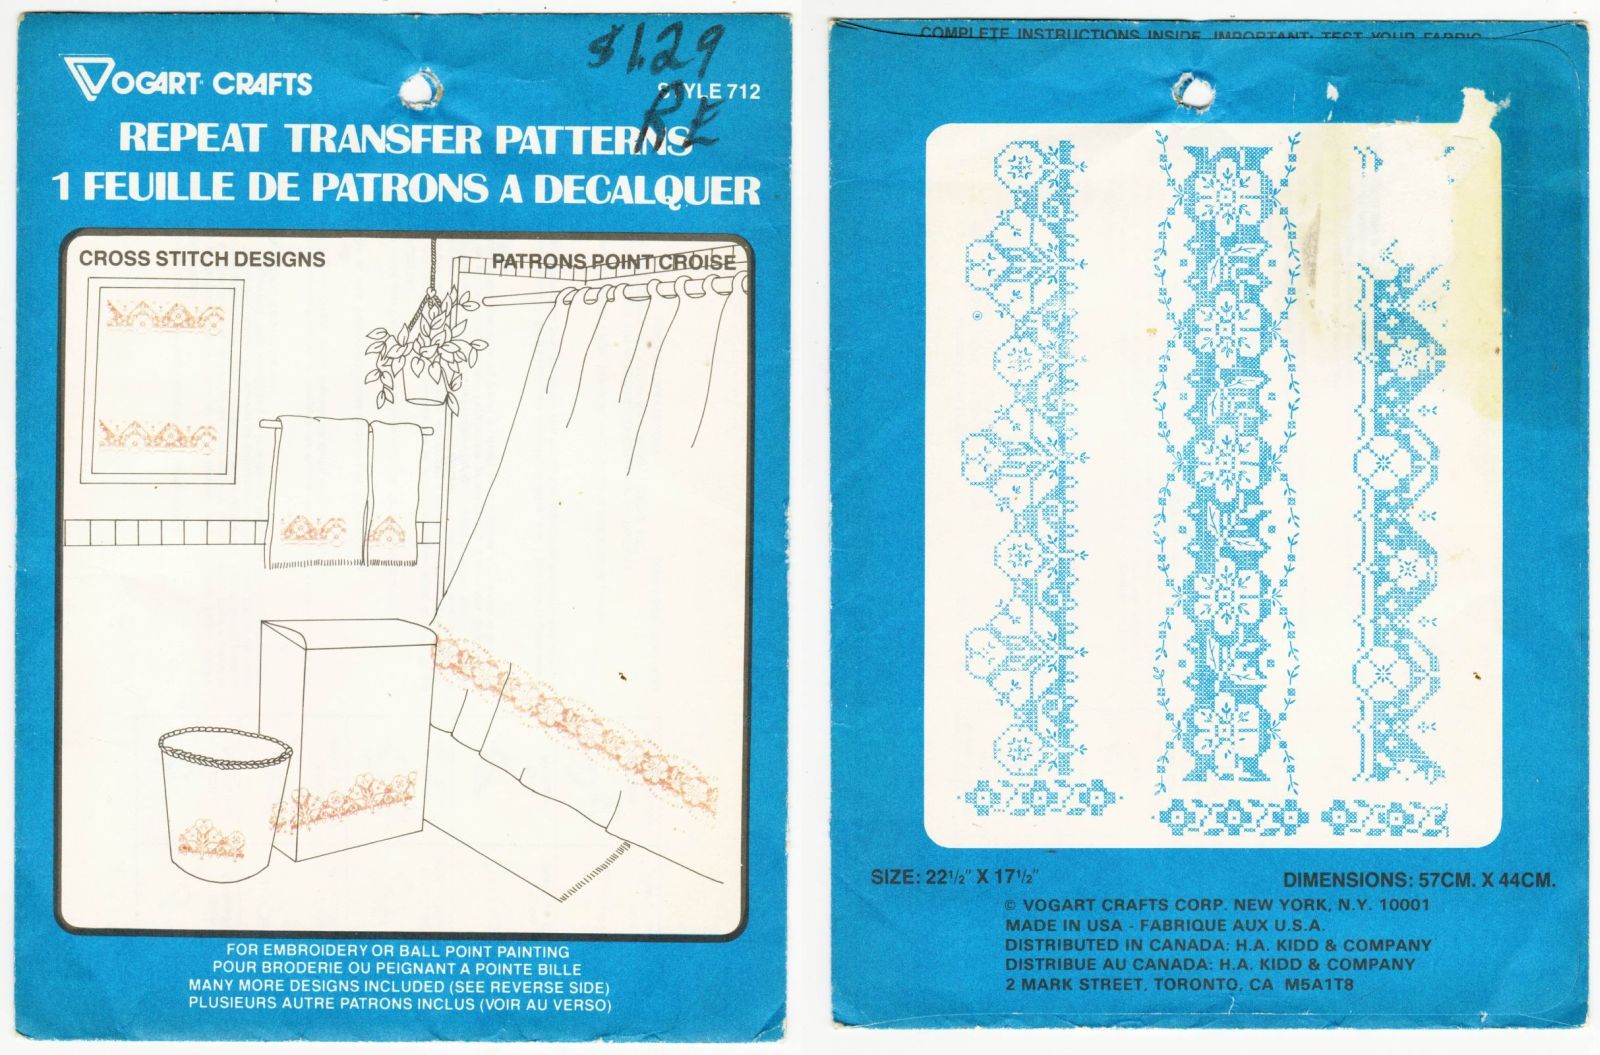 $1.29
VOGART CRAFTS
STYLE 712
RE
REPEAT TRANSFER PATTERNS
1 FEUILLE DE PATRONS A DECALQUER
CROSS STITCH DESIGNS
PATRONS POINT CROISE
FOR EMBROIDERY OR BALL POINT PAINTING
POUR BRODERIE OU PEIGNANT A POINTE BILLE
MANY MORE DESIGNS INCLUDED (SEE REVERSE SIDE)
PLUSIEURS AUTRE PATRONS INCLUS (VOIR AU VERSO)
COMPLETE INSTRUCTIONS INSIDE. IMPORTANT: TEST YOUR FABRIC
SIZE: 22 1/2" X 17 1/2"
DIMENSIONS: 57CM. X 44CM.
© VOGART CRAFTS CORP. NEW YORK, N.Y. 10001
MADE IN USA - FABRIQUE AUX U.S.A.
DISTRIBUTED IN CANADA: H.A. KIDD & COMPANY
DISTRIBUE AU CANADA: H.A. KIDD & COMPANY
2 MARK STREET, TORONTO, CA M5A1T8